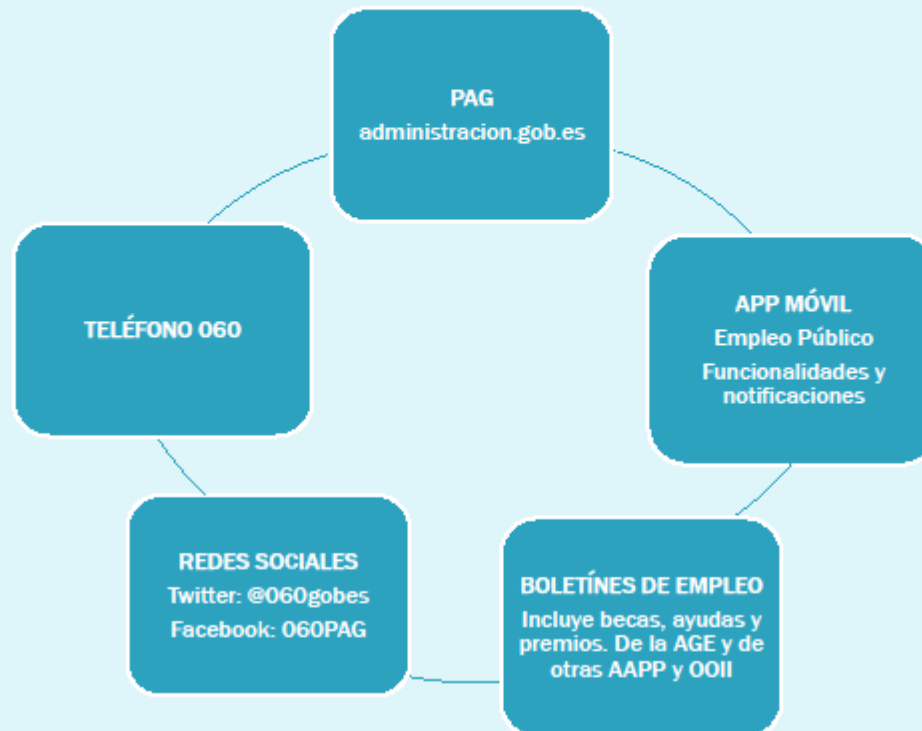 PAG
administracion.gob.es
TELÉFONO 060
APP MÓVIL
Empleo Público
Funcionalidades y
notificaciones
REDES SOCIALES
Twitter: @060gobes
Facebook: 060PAG
BOLETÍNES DE EMPLEO
Incluye becas, ayudas y
premios. De la AGE y de
otras AAPP y OOII